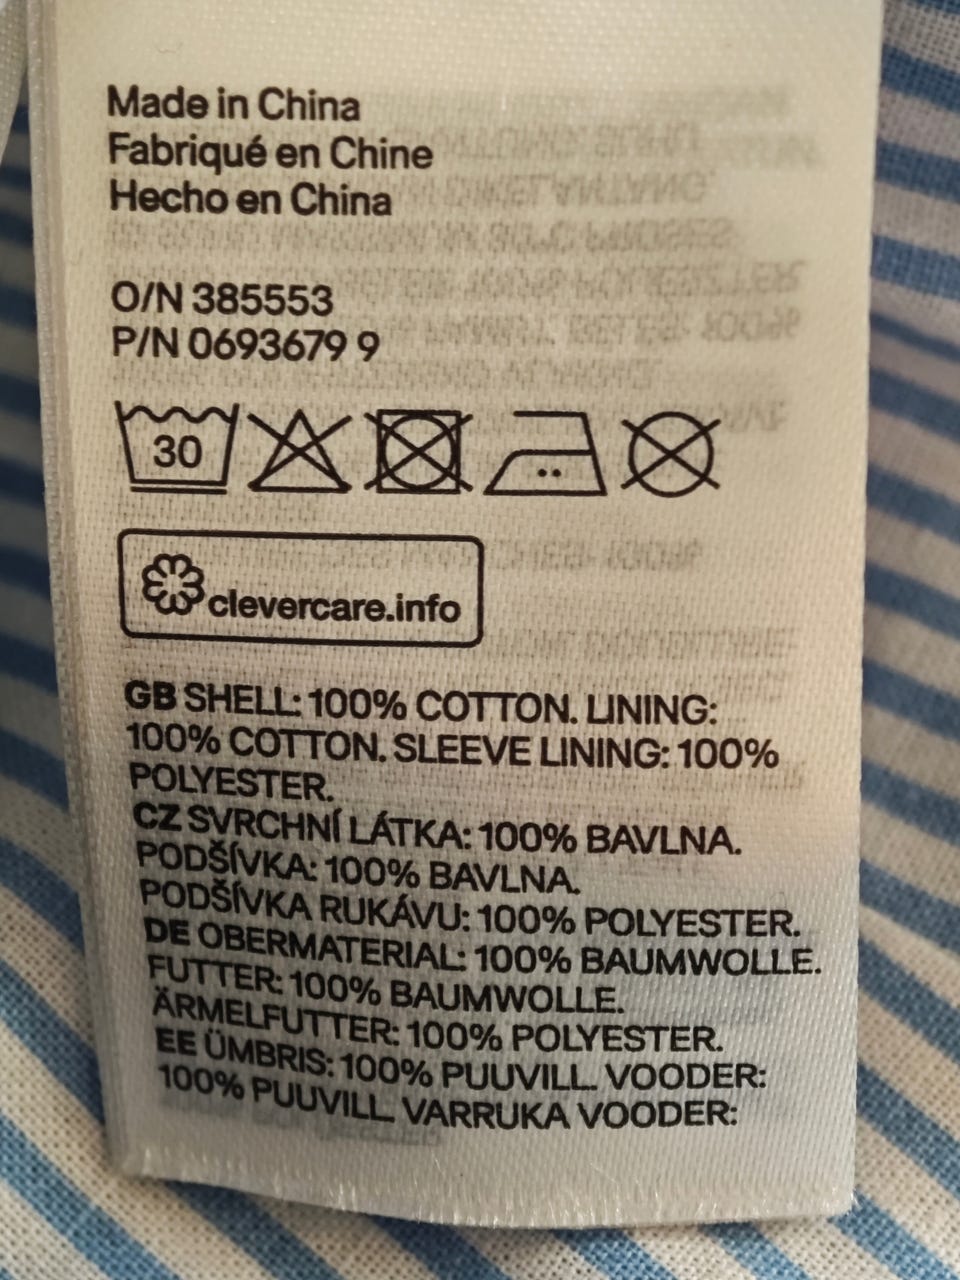 Made in China
Fabriqué en Chine
Hecho en China
O/N 385553
P/N 0693679 9
30
clevercare.info
GB SHELL: 100% COTTON. LINING:
100% COTTON. SLEEVE LINING: 100%
POLYESTER.
CZ SVRCHNÍ LÁTKA: 100% BAVLNA.
PODŠÍVKA: 100% BAVLNA.
PODŠÍVKA RUKÁVU: 100% POLYESTER.
DE OBERMATERIAL: 100% BAUMWOLLE.
FUTTER: 100% BAUMWOLLE.
ÄRMELFUTTER: 100% POLYESTER.
EE ÜMBRIS: 100% PUUVILL. VOODER:
100% PUUVILL. VARRUKA VOODER: